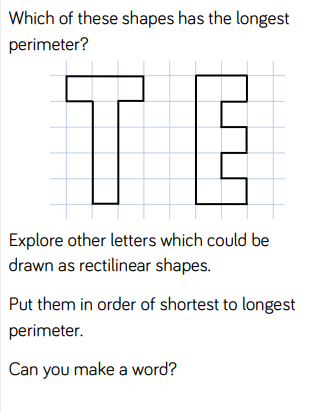 Which of these shapes has the longest
perimeter?
T E
Explore other letters which could be
drawn as rectilinear shapes.
Put them in order of shortest to longest
perimeter.
Can you make a word?